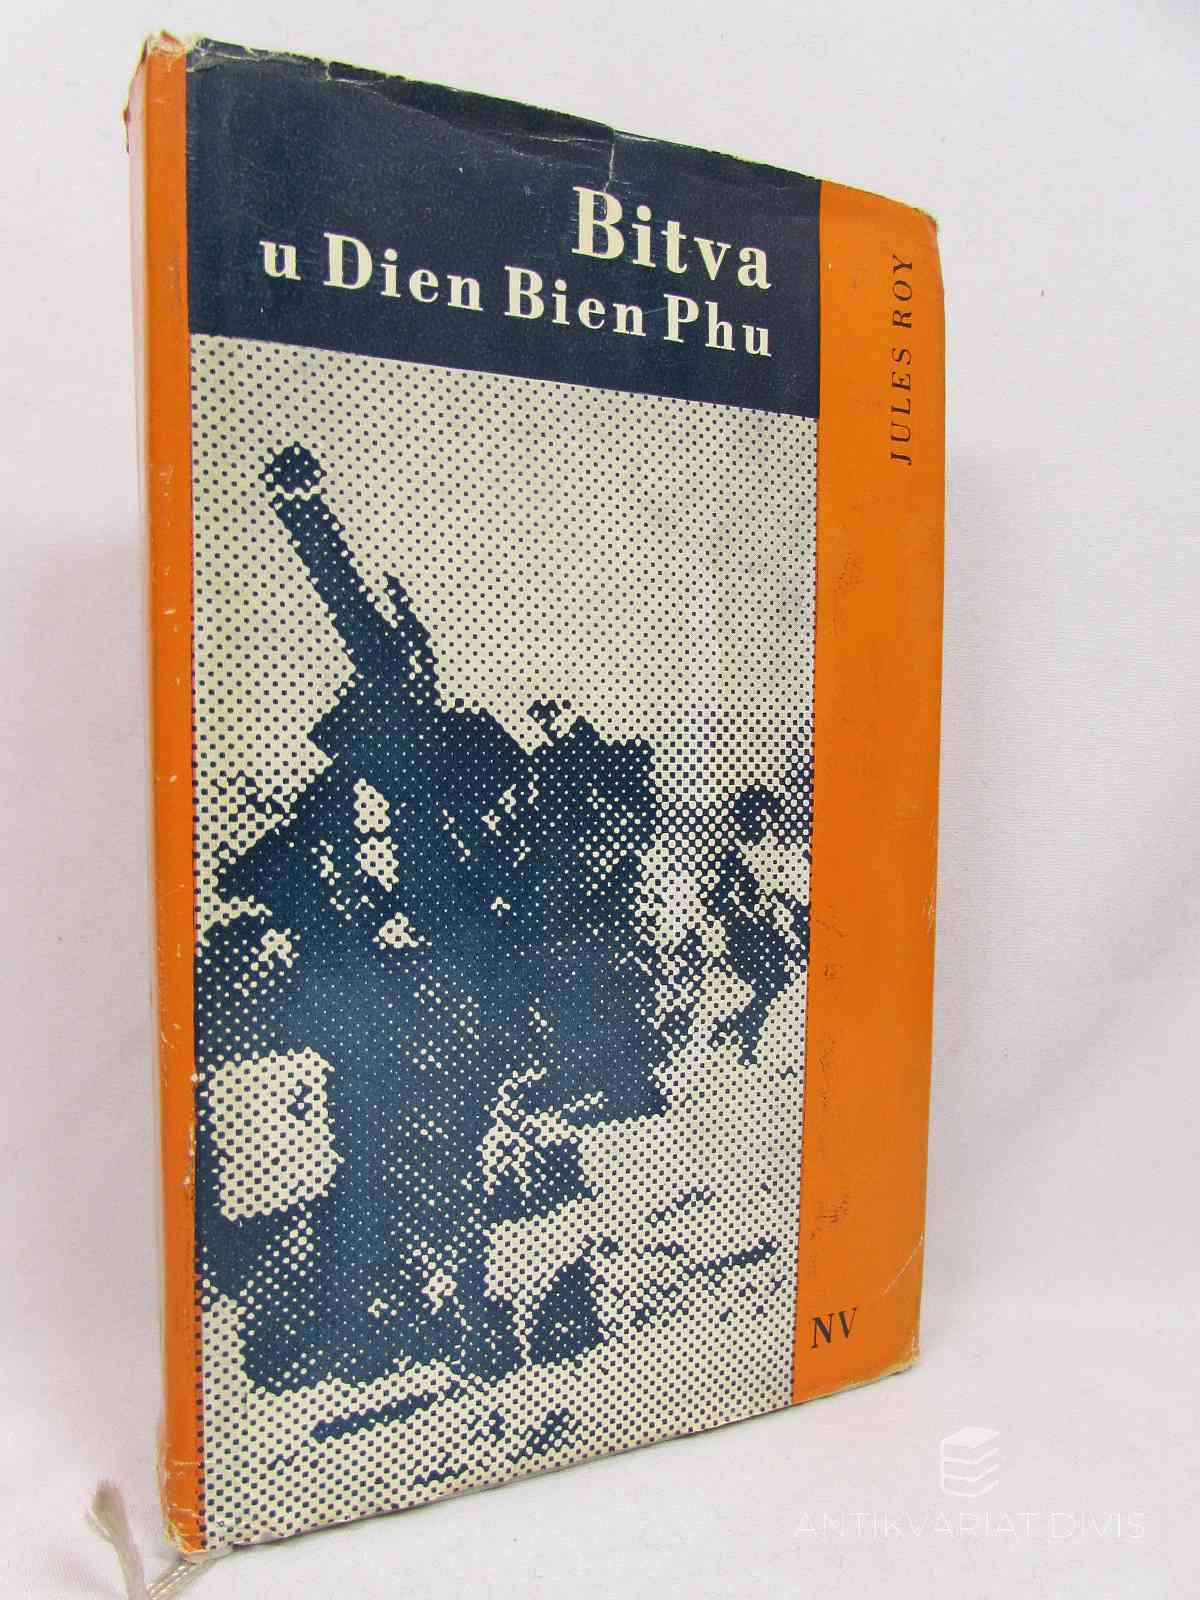 Bitva
u Dien Bien Phu
JULES ROY
NV
ANTIKVARIAT DIVIS